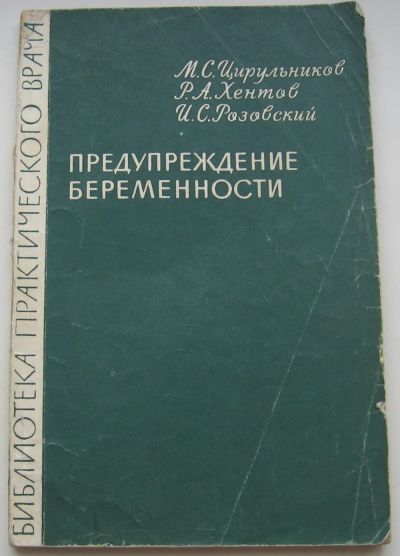 М.С.Цирульников
Р.А.Хентов
И.С.Розовский
ПРЕДУПРЕЖДЕНИЕ
БЕРЕМЕННОСТИ
БИБЛИОТЕКА ПРАКТИЧЕСКОГО ВРАЧА